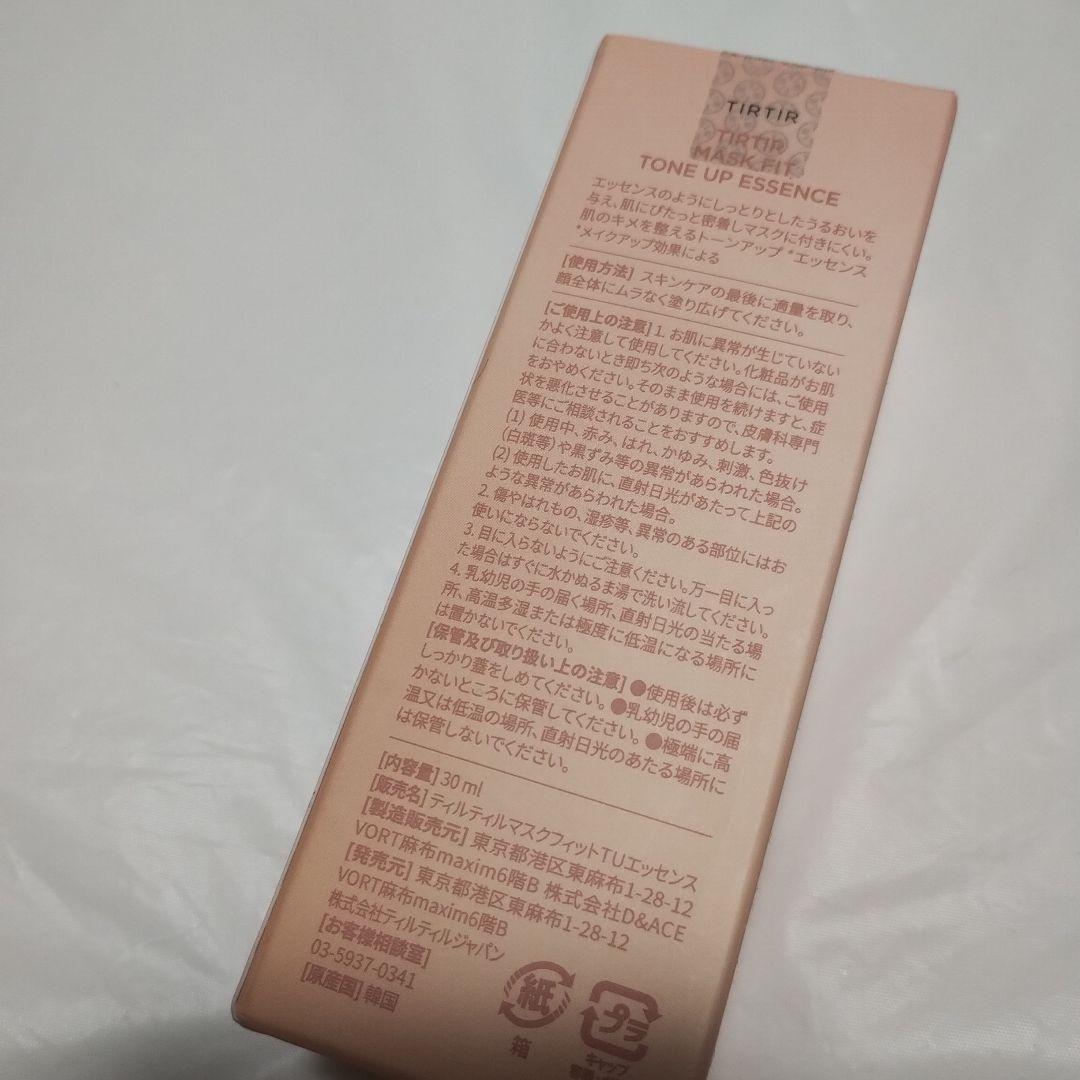 TIRTIR
TIRTIR
MASK FIT
TONE UP ESSENCE
エッセンスのようにしっとりとしたうるおいを
与え、肌にぴたっと密着しマスクに付きにくい。
肌のキメを整えるトーンアップ *エッセンス
*メイクアップ効果による
[使用方法] スキンケアの最後に適量を取り、
顔全体にムラなく塗り広げてください。
[ご使用上の注意] 1. お肌に異常が生じていない
かよく注意して使用してください。化粧品がお肌
に合わないとき即ち次のような場合には、ご使用
をおやめください。そのまま使用を続けますと、症
状を悪化させることがありますので、皮膚科専門
医等にご相談されることをおすすめします。
(1) 使用中、赤み、はれ、かゆみ、刺激、色抜け
(白斑等)や黒ずみ等の異常があらわれた場合。
(2) 使用したお肌に、直射日光があたって上記の
ような異常があらわれた場合。
2. 傷やはれもの、湿疹等、異常のある部位にはお
使いにならないでください。
3. 目に入らないようにご注意ください。万一目に入っ
た場合はすぐに水かぬるま湯で洗い流してください。
4. 乳幼児の手の届く場所、直射日光の当たる場
所、高温多湿または極度に低温になる場所に
は置かないでください。
[保管及び取り扱い上の注意] ●使用後は必ず
しっかり蓋をしめてください。●乳幼児の手の届
かないところに保管してください。●極端に高
温又は低温の場所、直射日光のあたる場所に
は保管しないでください。
[内容量] 30 ml
[販売名] ティルティルマスクフィットTUエッセンス
[製造販売元] 東京都港区東麻布1-28-12
VORT麻布maxim6階B 株式会社D&ACE
[発売元] 東京都港区東麻布1-28-12
VORT麻布maxim6階B
株式会社ティルティルジャパン
[お客様相談室]
03-5937-0341
[原産国] 韓国
紙
箱
プラ
キャップ